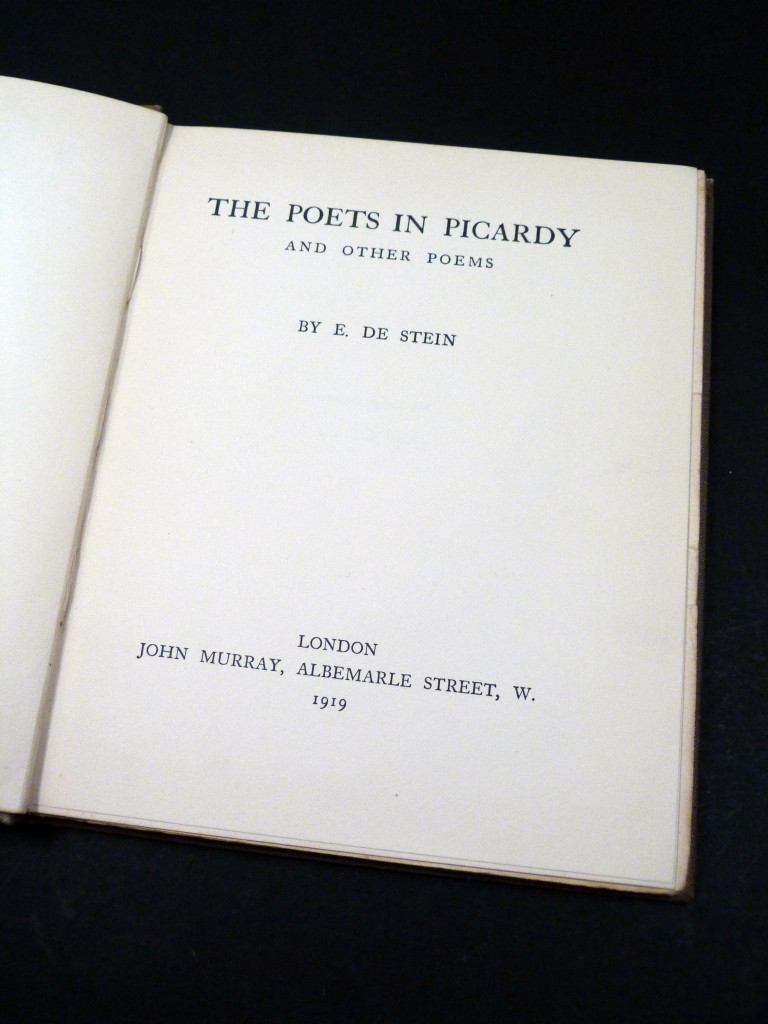 THE POETS IN PICARDY
AND OTHER POEMS
BY E. DE STEIN
LONDON
JOHN MURRAY, ALBEMARLE STREET, W.
1919